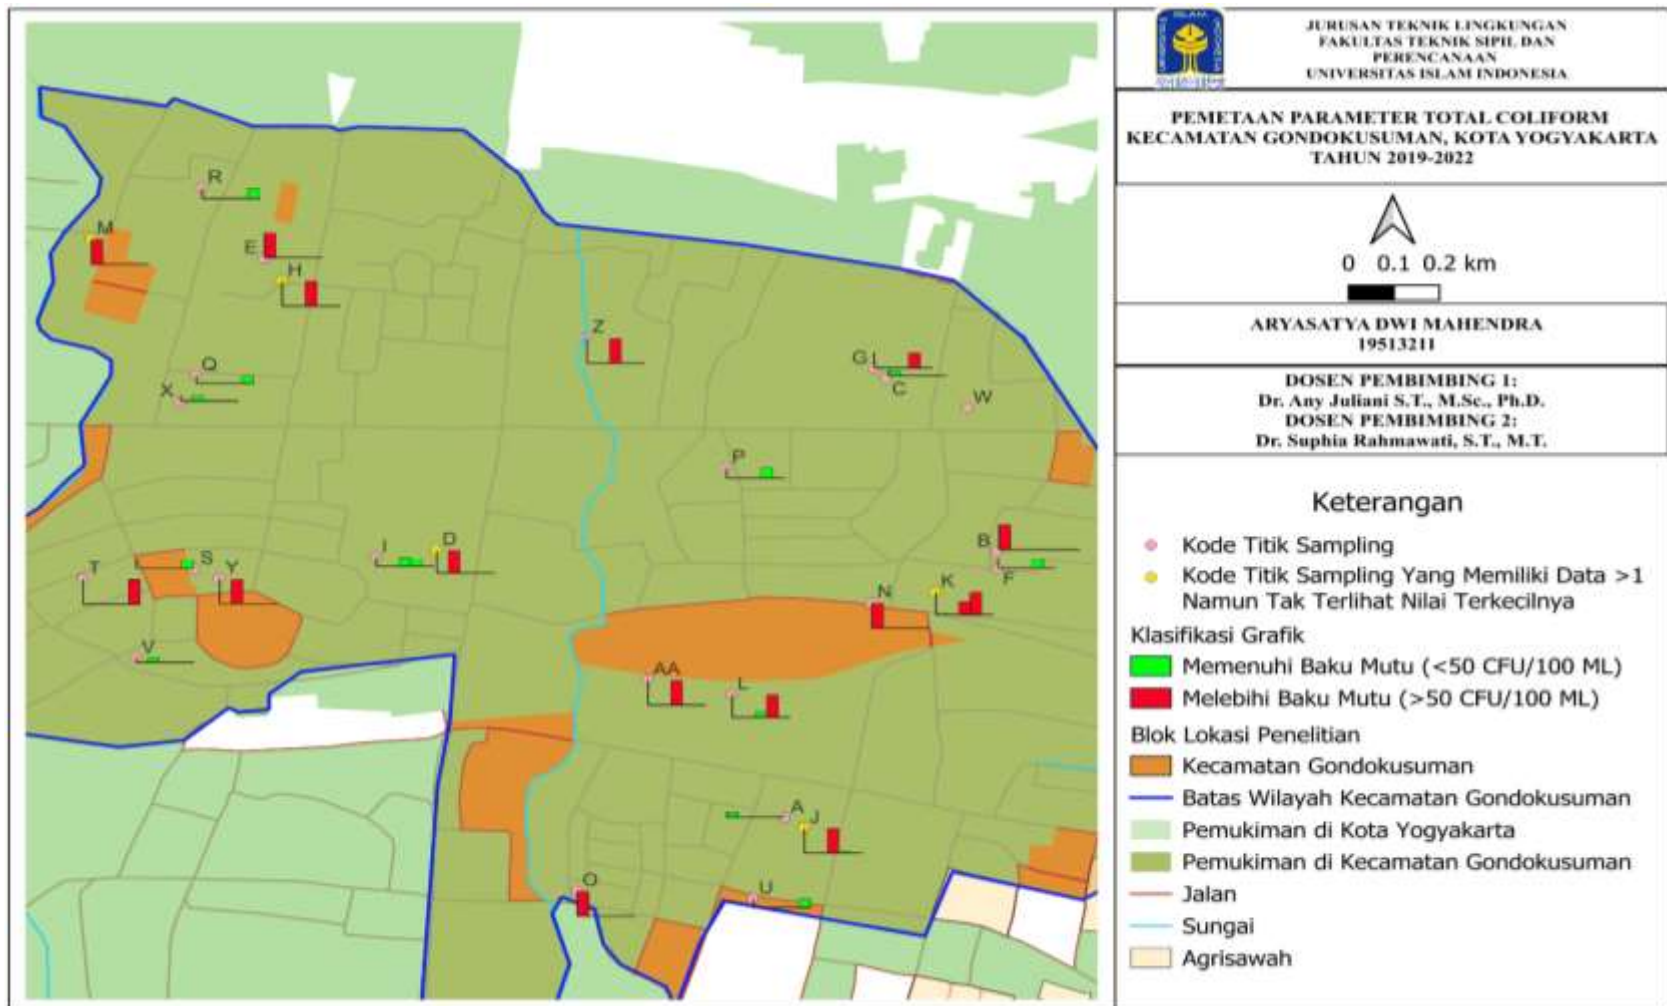 ISLAM
JURUSAN TEKNIK LINGKUNGAN
FAKULTAS TEKNIK SIPIL DAN
PERENCANAAN
UNIVERSITAS ISLAM INDONESIA
PEMETAAN PARAMETER TOTAL COLIFORM
KECAMATAN GONDOKUSUMAN, KOTA YOGYAKARTA
TAHUN 2019-2022
0 0.1 0.2 km
ARYASATYA DWI MAHENDRA
19513211
DOSEN PEMBIMBING 1:
Dr. Any Juliani S.T., M.Sc., Ph.D.
DOSEN PEMBIMBING 2:
Dr. Suphia Rahmawati, S.T., M.T.
Keterangan
Kode Titik Sampling
Kode Titik Sampling Yang Memiliki Data >1
Namun Tak Terlihat Nilai Terkecilnya
Klasifikasi Grafik
Memenuhi Baku Mutu (<50 CFU/100 ML)
Melebihi Baku Mutu (>50 CFU/100 ML)
Blok Lokasi Penelitian
Kecamatan Gondokusuman
Batas Wilayah Kecamatan Gondokusuman
Pemukiman di Kota Yogyakarta
Pemukiman di Kecamatan Gondokusuman
Jalan
Sungai
Agrisawah
R
M
E
H
Z
G
C
W
Q
X
P
I
D
B
F
S
T
Y
K
N
V
AA
L
A
J
O
U